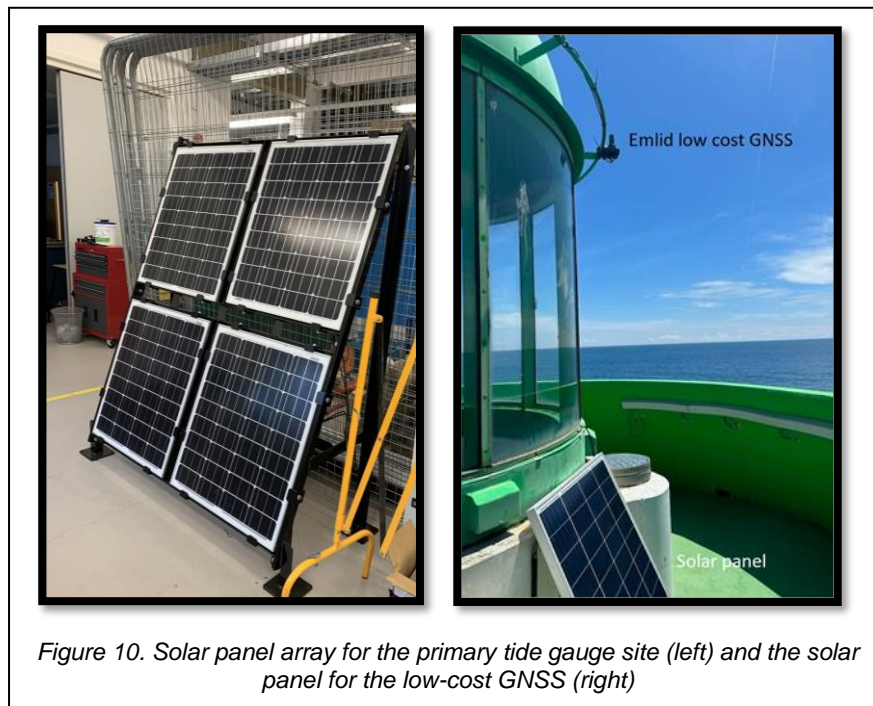 Emlid low cost GNSS
Solar panel
Figure 10. Solar panel array for the primary tide gauge site (left) and the solar
panel for the low-cost GNSS (right)